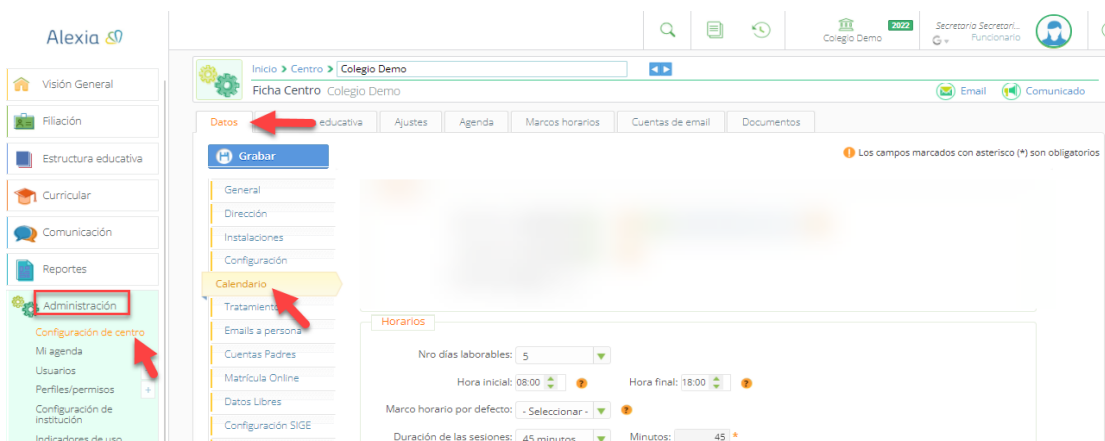 Alexia
Colegio Demo
2022
Secretaria Secretari...
Funcionario
Inicio > Centro > Colegio Demo
Ficha Centro Colegio Demo
Email
Comunicado
Visión General
Filiación
Estructura educativa
Curricular
Comunicación
Reportes
Administración
Configuración de centro
Mi agenda
Usuarios
Perfiles/permisos +
Configuración de
institución
Indicadores de uso
Datos educativa Ajustes Agenda Marcos horarios Cuentas de email Documentos
Grabar
Los campos marcados con asterisco (*) son obligatorios
General
Dirección
Instalaciones
Configuración
Calendario
Tratamiento
Emails a persona
Cuentas Padres
Matrícula Online
Datos Libres
Configuración SIGE
Horarios
Nro días laborables: 5
Hora inicial: 08:00 Hora final: 18:00
Marco horario por defecto: - Seleccionar -
Duración de las sesiones: 45 minutos Minutos: 45 *